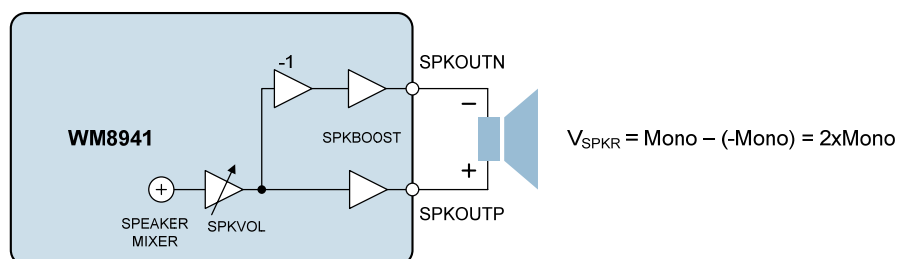 -1
SPKOUTN
–
WM8941
SPKBOOST
V_SPKR = Mono – (-Mono) = 2xMono
+
+
SPEAKER
MIXER
SPKVOL
SPKOUTP